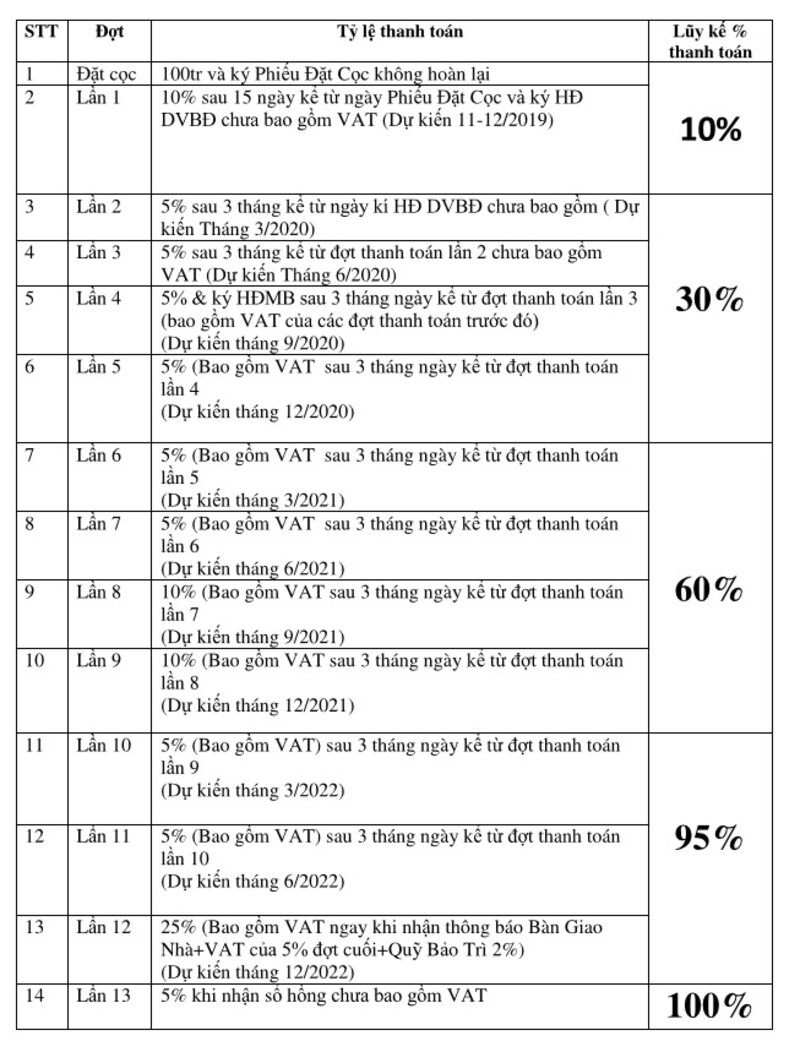 STT Đợt Tỷ lệ thanh toán Lũy kế %
thanh toán
1 Đặt cọc 100tr và ký Phiếu Đặt Cọc không hoàn lại
2 Lần 1 10% sau 15 ngày kể từ ngày Phiếu Đặt Cọc và ký HĐ
DVBĐ chưa bao gồm VAT (Dự kiến 11-12/2019)
10%
3 Lần 2 5% sau 3 tháng kể từ ngày kí HĐ DVBĐ chưa bao gồm ( Dự
kiến Tháng 3/2020)
4 Lần 3 5% sau 3 tháng kể từ đợt thanh toán lần 2 chưa bao gồm
VAT (Dự kiến Tháng 6/2020)
5 Lần 4 5% & ký HĐMB sau 3 tháng ngày kể từ đợt thanh toán lần 3
(bao gồm VAT của các đợt thanh toán trước đó)
(Dự kiến tháng 9/2020)
30%
6 Lần 5 5% (Bao gồm VAT sau 3 tháng ngày kể từ đợt thanh toán
lần 4
(Dự kiến tháng 12/2020)
7 Lần 6 5% (Bao gồm VAT sau 3 tháng ngày kể từ đợt thanh toán
lần 5
(Dự kiến tháng 3/2021)
8 Lần 7 5% (Bao gồm VAT sau 3 tháng ngày kể từ đợt thanh toán
lần 6
(Dự kiến tháng 6/2021)
9 Lần 8 10% (Bao gồm VAT sau 3 tháng ngày kể từ đợt thanh toán
lần 7
(Dự kiến tháng 9/2021)
60%
10 Lần 9 10% (Bao gồm VAT sau 3 tháng ngày kể từ đợt thanh toán
lần 8
(Dự kiến tháng 12/2021)
11 Lần 10 5% (Bao gồm VAT) sau 3 tháng ngày kể từ đợt thanh toán
lần 9
(Dự kiến tháng 3/2022)
12 Lần 11 5% (Bao gồm VAT) sau 3 tháng ngày kể từ đợt thanh toán
lần 10
(Dự kiến tháng 6/2022)
95%
13 Lần 12 25% (Bao gồm VAT ngay khi nhận thông báo Bàn Giao
Nhà+VAT của 5% đợt cuối+Quỹ Bảo Trì 2%)
(Dự kiến tháng 12/2022)
14 Lần 13 5% khi nhận sổ hồng chưa bao gồm VAT
100%